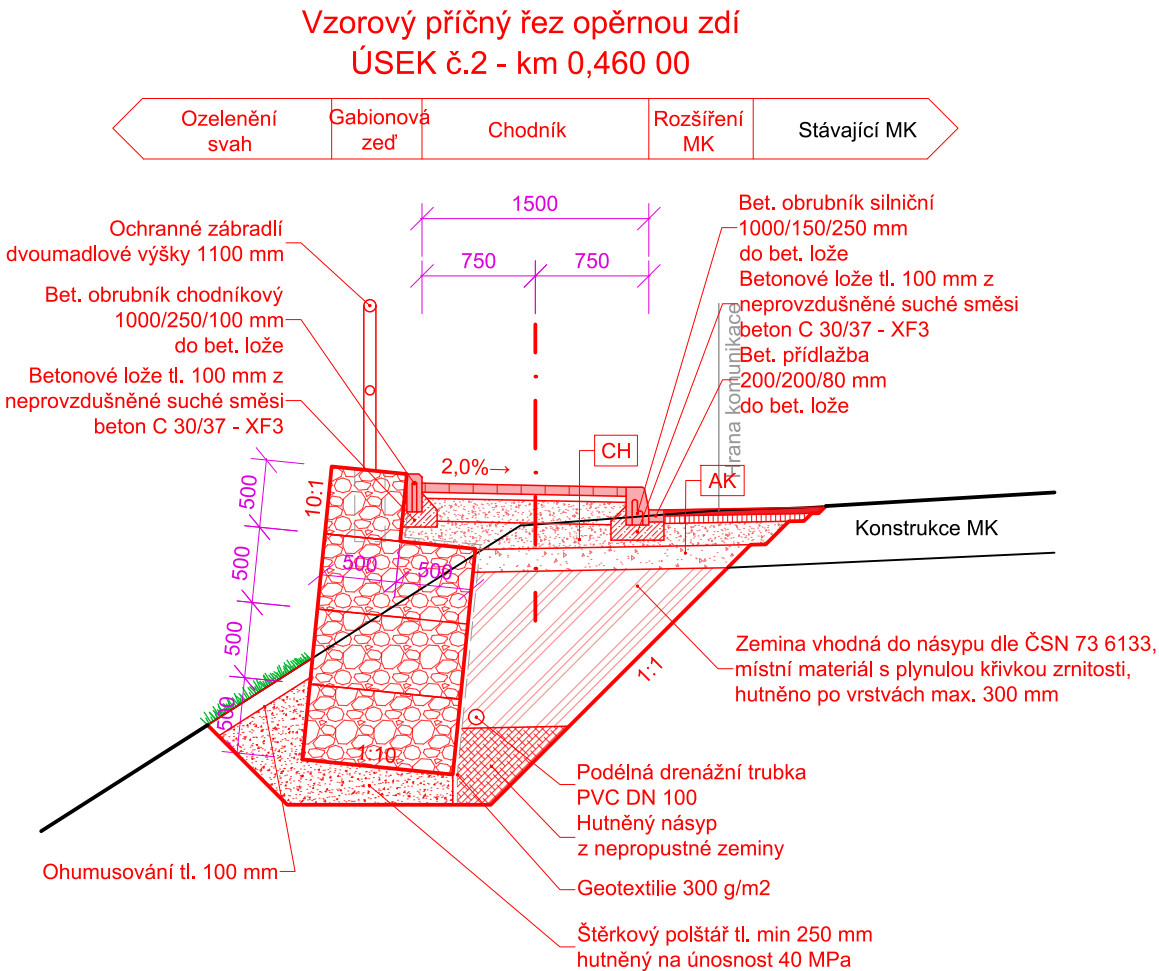 Vzorový příčný řez opěrnou zdí
ÚSEK č.2 - km 0,460 00
Ozelenění
svah
Gabionová
zeď
Chodník
Rozšíření
MK
Stávající MK
1500
750
750
Ochranné zábradlí
dvoumadlové výšky 1100 mm
Bet. obrubník chodníkový
1000/250/100 mm
do bet. lože
Betonové lože tl. 100 mm z
neprovzdušněné suché směsi
beton C 30/37 - XF3
Bet. obrubník silniční
1000/150/250 mm
do bet. lože
Betonové lože tl. 100 mm z
neprovzdušněné suché směsi
beton C 30/37 - XF3
Bet. přídlažba
200/200/80 mm
do bet. lože
Hrana komunikace
CH
AK
2,0%→
10:1
500
500
500
500
500
500
1:10
1:1
Konstrukce MK
Zemina vhodná do násypu dle ČSN 73 6133,
místní materiál s plynulou křivkou zrnitosti,
hutněno po vrstvách max. 300 mm
Podélná drenážní trubka
PVC DN 100
Hutněný násyp
z nepropustné zeminy
Ohumusování tl. 100 mm
Geotextilie 300 g/m2
Štěrkový polštář tl. min 250 mm
hutněný na únosnost 40 MPa